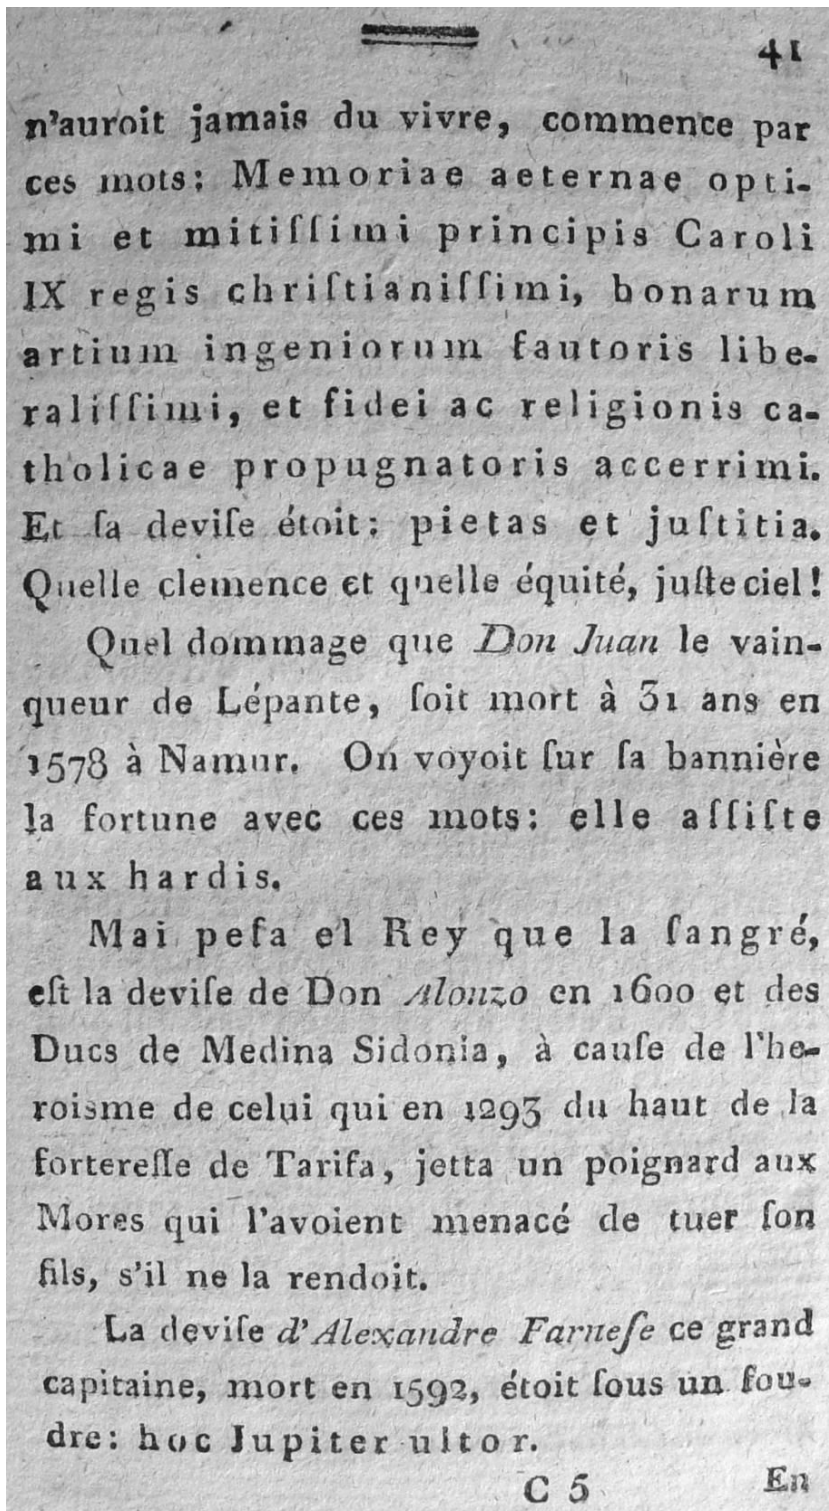 41
n'auroit jamais du vivre, commence par
ces mots: Memoriae aeternae opti-
mi et mitiſſimi principis Caroli
IX regis chriſtianiſſimi, bonarum
artium ingeniorum fautoris libe-
raliſſimi, et fidei ac religionis ca-
tholicae propugnatoris accerrimi.
Et ſa deviſe étoit: pietas et juſtitia.
Quelle clemence et quelle équité, juſte ciel!
Quel dommage que Don Juan le vain-
queur de Lépante, ſoit mort à 31 ans en
1578 à Namur. On voyoit ſur ſa bannière
la fortune avec ces mots: elle aſſiſte
aux hardis.
Mai peſa el Rey que la ſangré,
eſt la deviſe de Don Alonzo en 1600 et des
Ducs de Medina Sidonia, à cauſe de l'he-
roisme de celui qui en 1293 du haut de la
fortereſſe de Tarifa, jetta un poignard aux
Mores qui l'avoient menacé de tuer ſon
fils, s'il ne la rendoit.
La deviſe d'Alexandre Farneſe ce grand
capitaine, mort en 1592, étoit ſous un fou-
dre: hoc Jupiter ultor.
C 5 En